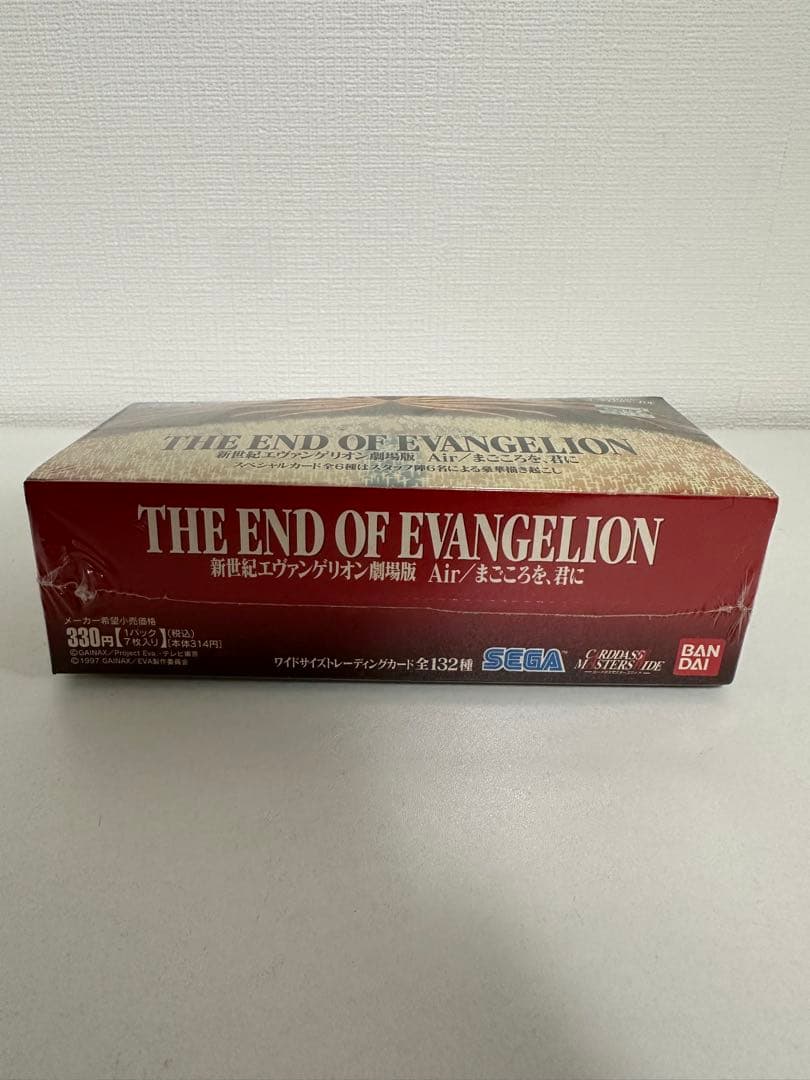 THE END OF EVANGELION
新世紀エヴァンゲリオン劇場版 Air/まごころを、君に
スペシャルカード全6種はスタッフ陣6名による豪華描き起こし
THE END OF EVANGELION
新世紀エヴァンゲリオン劇場版 Air/まごころを、君に
メーカー希望小売価格
330円【1パック7枚入り】(税込)[本体314円]
©GAINAX/Project Eva.・テレビ東京
©1997 GAINAX/EVA製作委員会
ワイドサイズトレーディングカード全132種
SEGA™
CARDDASS MASTERS WIDE
BANDAI